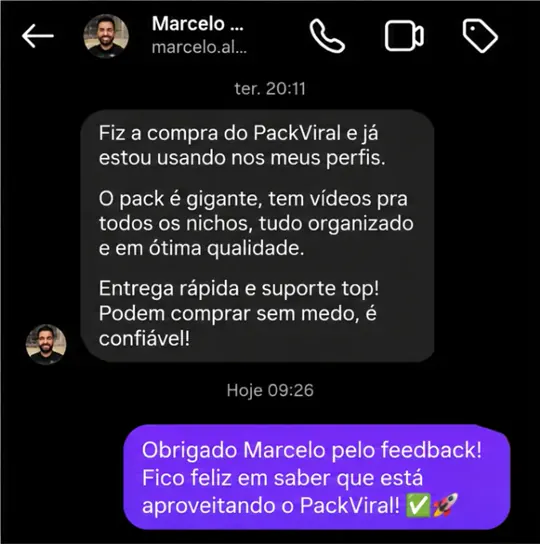 Marcelo ...
marcelo.al...
ter. 20:11
Fiz a compra do PackViral e já
estou usando nos meus perfis.
O pack é gigante, tem vídeos pra
todos os nichos, tudo organizado
e em ótima qualidade.
Entrega rápida e suporte top!
Podem comprar sem medo, é
confiável!
Hoje 09:26
Obrigado Marcelo pelo feedback!
Fico feliz em saber que está
aproveitando o PackViral! ✅🚀